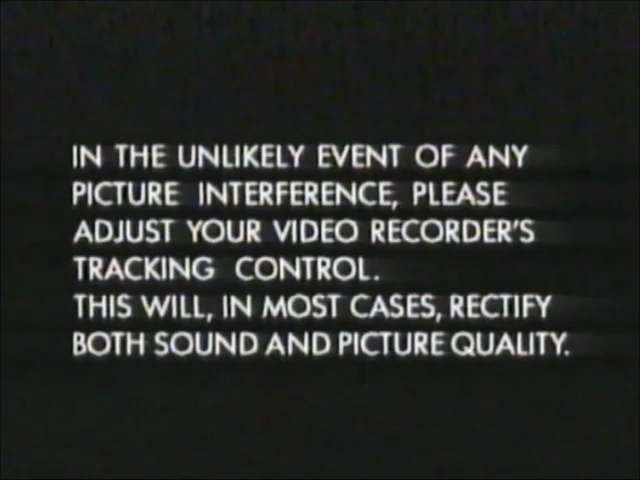 IN THE UNLIKELY EVENT OF ANY
PICTURE INTERFERENCE, PLEASE
ADJUST YOUR VIDEO RECORDER'S
TRACKING CONTROL.
THIS WILL, IN MOST CASES, RECTIFY
BOTH SOUND AND PICTURE QUALITY.